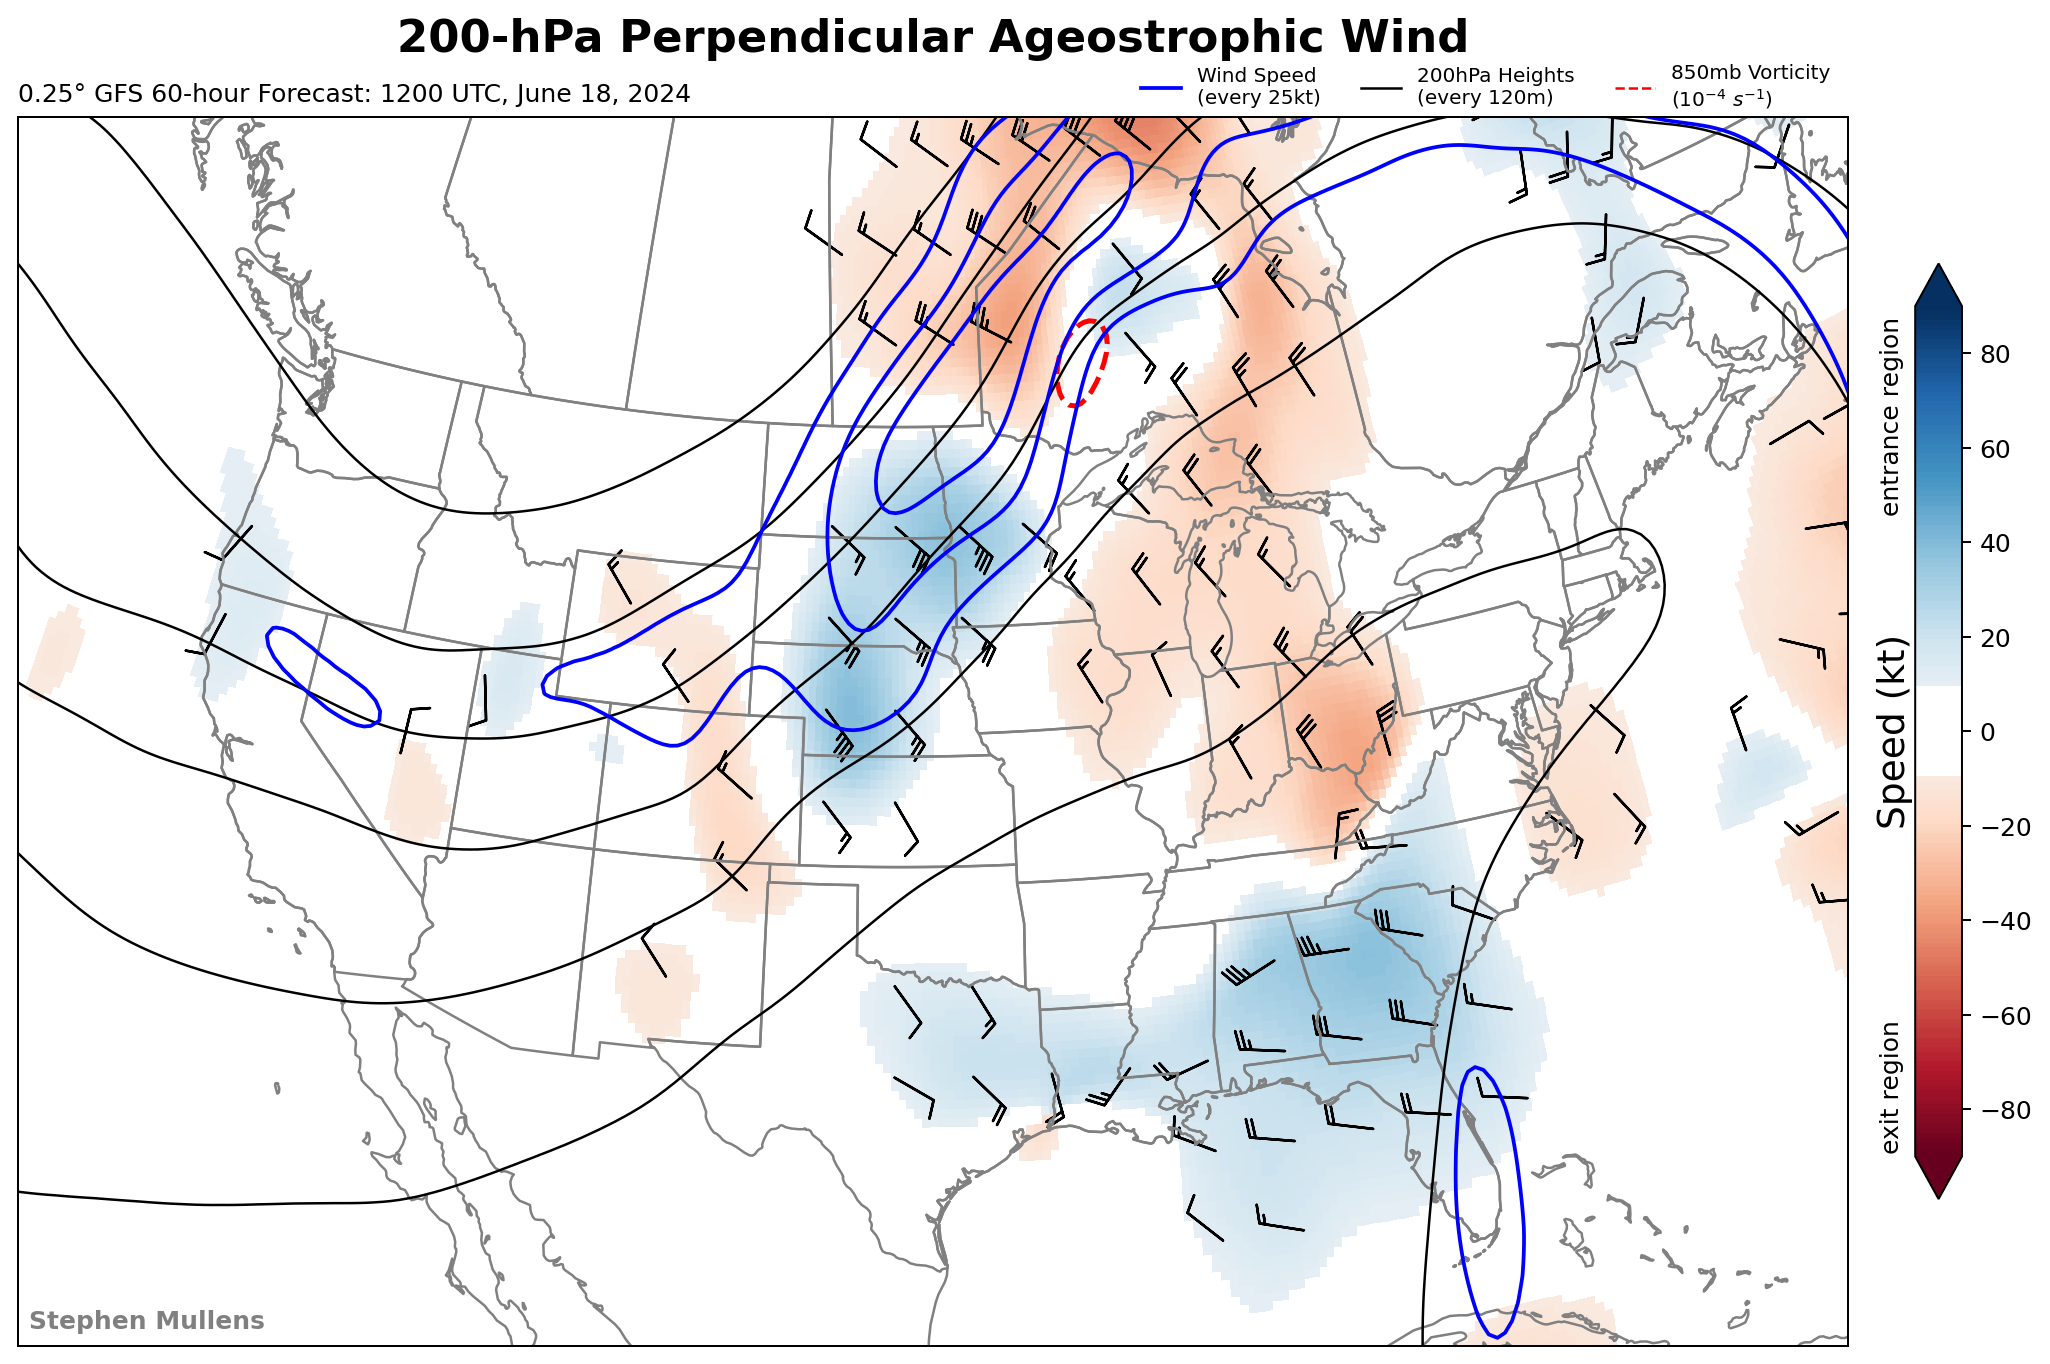 200-hPa Perpendicular Ageostrophic Wind
0.25° GFS 60-hour Forecast: 1200 UTC, June 18, 2024
Wind Speed
(every 25kt)
200hPa Heights
(every 120m)
850mb Vorticity
(10⁻⁴ s⁻¹)
entrance region
Speed (kt)
exit region
80
60
40
20
0
−20
−40
−60
−80
Stephen Mullens